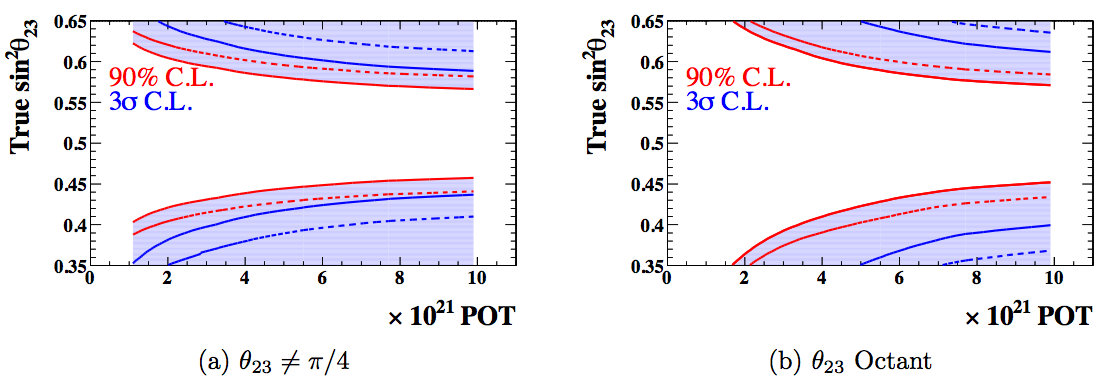 True sin²θ23
0.65
0.6
0.55
0.5
0.45
0.4
0.35
90% C.L.
3σ C.L.
0 2 4 6 8 10
× 10²¹ POT
(a) θ23 ≠ π/4
True sin²θ23
0.65
0.6
0.55
0.5
0.45
0.4
0.35
90% C.L.
3σ C.L.
0 2 4 6 8 10
× 10²¹ POT
(b) θ23 Octant